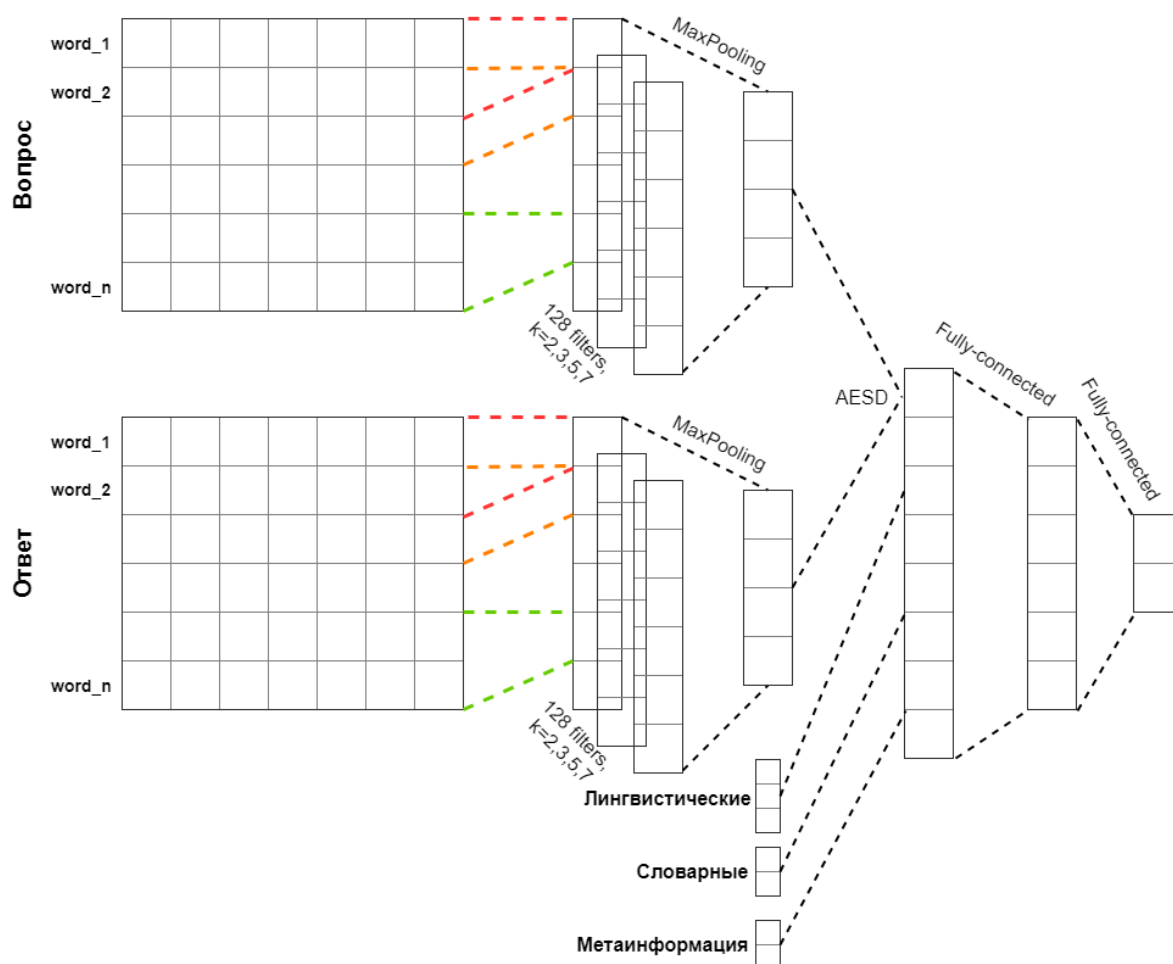 Вопрос
word_1
word_2
word_n
128 filters,
k=2,3,5,7
MaxPooling
Ответ
word_1
word_2
word_n
128 filters,
k=2,3,5,7
MaxPooling
AESD
Fully-connected
Fully-connected
Лингвистические
Словарные
Метаинформация